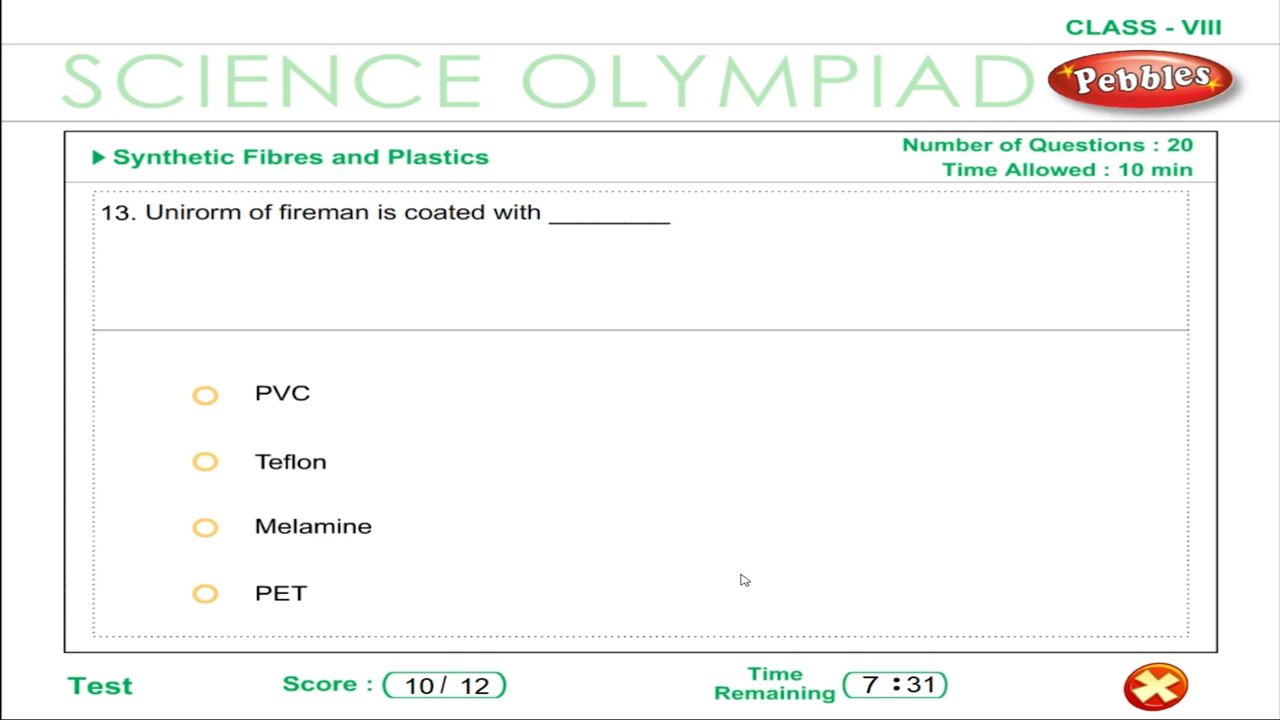 CLASS - VIII
SCIENCE OLYMPIAD
Pebbles
Synthetic Fibres and Plastics
Number of Questions : 20
Time Allowed : 10 min
13. Unirorm of fireman is coated with __________
PVC
Teflon
Melamine
PET
Test
Score : 10 / 12
Time Remaining 7 : 31